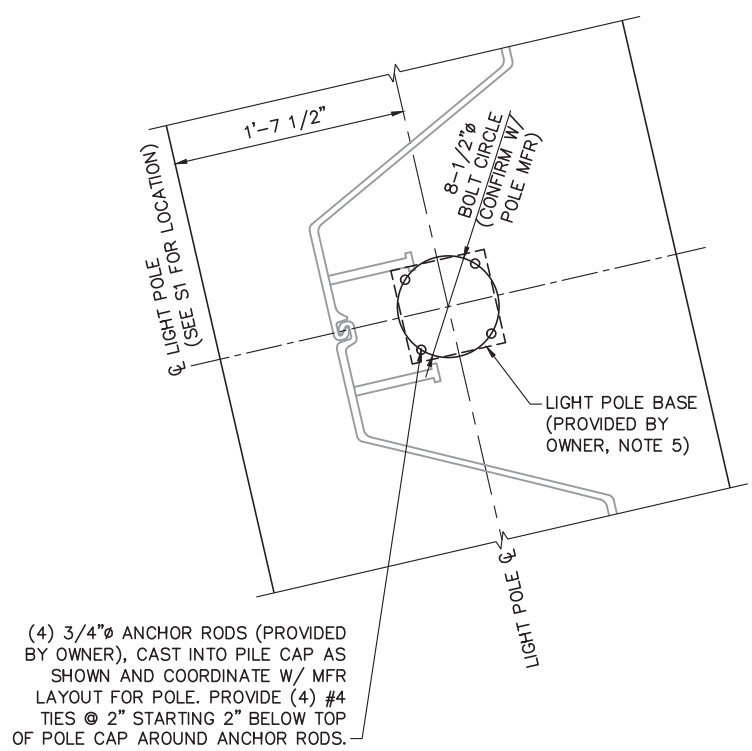 1'-7 1/2"
8-1/2"ø
BOLT CIRCLE
(CONFIRM W/
POLE MFR)
℄ LIGHT POLE
(SEE S1 FOR LOCATION)
LIGHT POLE BASE
(PROVIDED BY
OWNER, NOTE 5)
LIGHT POLE ℄
(4) 3/4"ø ANCHOR RODS (PROVIDED
BY OWNER), CAST INTO PILE CAP AS
SHOWN AND COORDINATE W/ MFR
LAYOUT FOR POLE. PROVIDE (4) #4
TIES @ 2" STARTING 2" BELOW TOP
OF POLE CAP AROUND ANCHOR RODS.